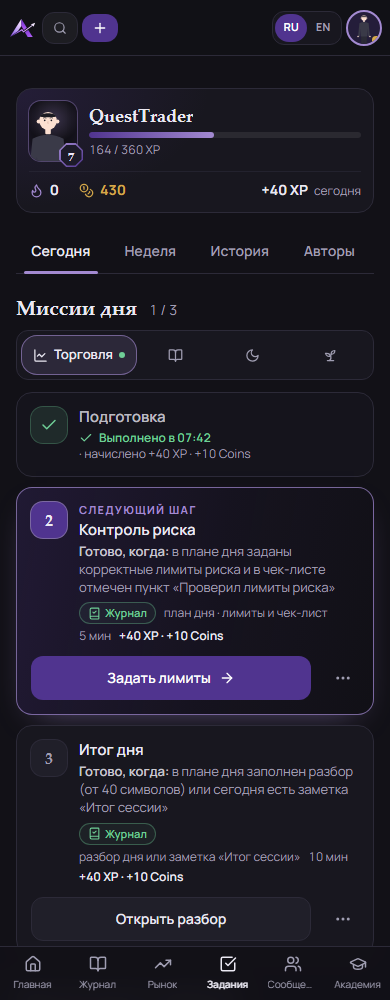 RU EN
QuestTrader
7
164 / 360 XP
0 430 +40 XP сегодня
Сегодня Неделя История Авторы
Миссии дня 1 / 3
Торговля
Подготовка
Выполнено в 07:42
· начислено +40 XP · +10 Coins
2
СЛЕДУЮЩИЙ ШАГ
Контроль риска
Готово, когда: в плане дня заданы
корректные лимиты риска и в чек-листе
отмечен пункт «Проверил лимиты риска»
Журнал план дня · лимиты и чек-лист
5 мин +40 XP · +10 Coins
Задать лимиты →
3
Итог дня
Готово, когда: в плане дня заполнен разбор
(от 40 символов) или сегодня есть заметка
«Итог сессии»
Журнал
разбор дня или заметка «Итог сессии» 10 мин
+40 XP · +10 Coins
Открыть разбор
Главная Журнал Рынок Задания Сообще... Академия